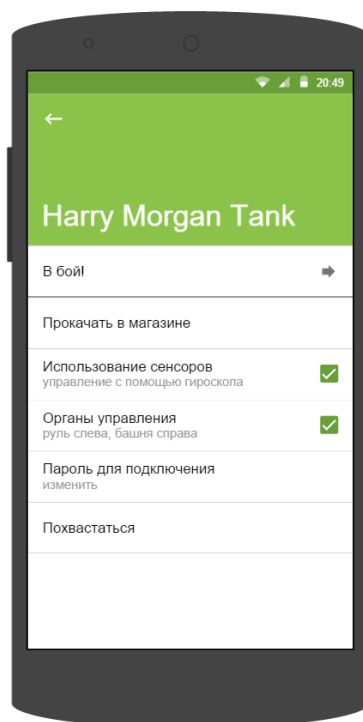 20:49
Harry Morgan Tank
В бой!
Прокачать в магазине
Использование сенсоров
управление с помощью гироскопа
Органы управления
руль слева, башня справа
Пароль для подключения
изменить
Похвастаться